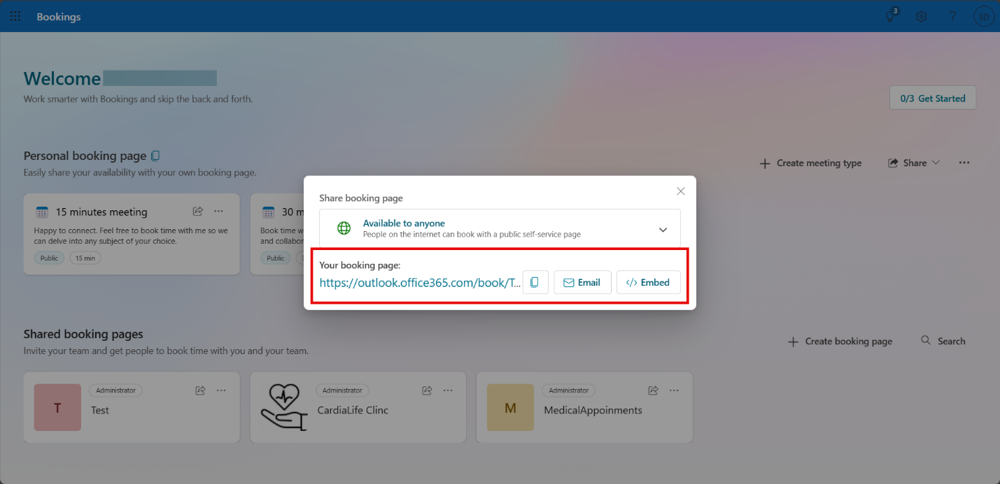 Bookings
3
SD
Welcome
Work smarter with Bookings and skip the back and forth.
0/3 Get Started
Personal booking page
Easily share your availability with your own booking page.
Create meeting type
Share
15 minutes meeting
Happy to connect. Feel free to book time with me so we
can delve into any subject of your choice.
Public
15 min
30 m
Book time w
and collabor
Public
3
Share booking page
Available to anyone
People on the internet can book with a public self-service page
Your booking page:
https://outlook.office365.com/book/T...
Email
Embed
Shared booking pages
Invite your team and get people to book time with you and your team.
Create booking page
Search
T
Administrator
Test
Administrator
CardiaLife Clinc
M
Administrator
MedicalAppoinments